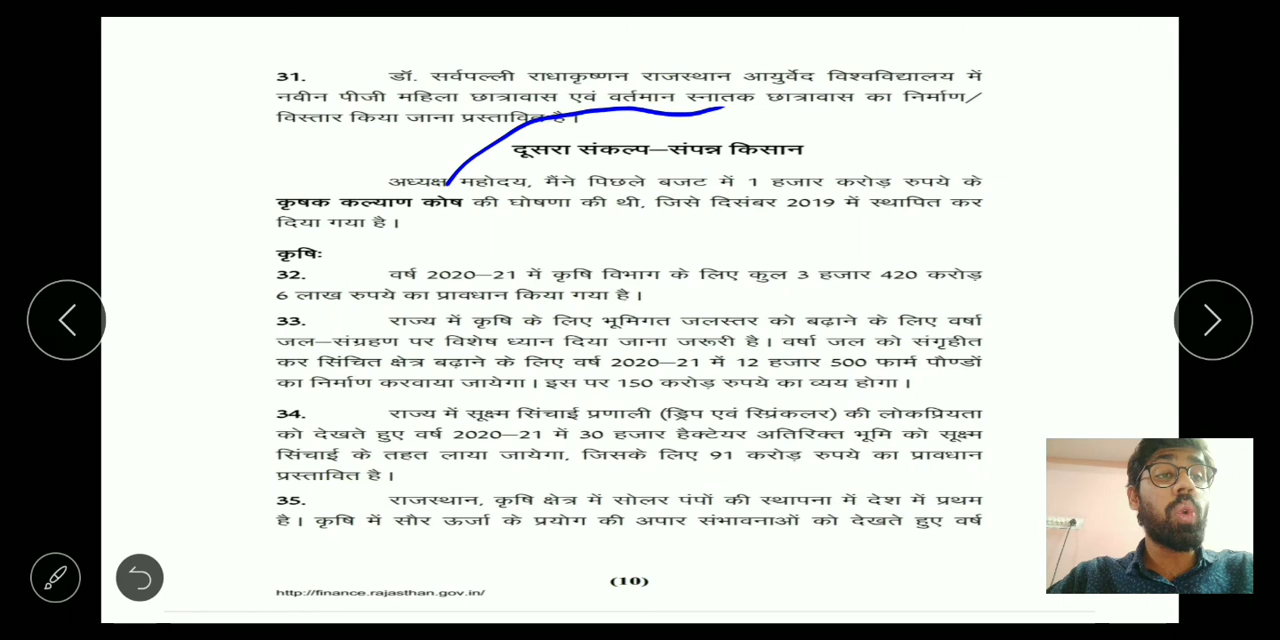 31. डॉ. सर्वपल्ली राधाकृष्णन राजस्थान आयुर्वेद विश्वविद्यालय में
नवीन पीजी महिला छात्रावास एवं वर्तमान स्नातक छात्रावास का निर्माण/
विस्तार किया जाना प्रस्तावित है।
दूसरा संकल्प—संपन्न किसान
अध्यक्ष महोदय, मैंने पिछले बजट में 1 हजार करोड़ रुपये के
कृषक कल्याण कोष की घोषणा की थी, जिसे दिसंबर 2019 में स्थापित कर
दिया गया है।
कृषिः
32. वर्ष 2020—21 में कृषि विभाग के लिए कुल 3 हजार 420 करोड़
6 लाख रुपये का प्रावधान किया गया है।
33. राज्य में कृषि के लिए भूमिगत जलस्तर को बढ़ाने के लिए वर्षा
जल—संग्रहण पर विशेष ध्यान दिया जाना जरूरी है। वर्षा जल को संगृहीत
कर सिंचित क्षेत्र बढ़ाने के लिए वर्ष 2020—21 में 12 हजार 500 फार्म पौण्डों
का निर्माण करवाया जायेगा। इस पर 150 करोड़ रुपये का व्यय होगा।
34. राज्य में सूक्ष्म सिंचाई प्रणाली (ड्रिप एवं स्प्रिंकलर) की लोकप्रियता
को देखते हुए वर्ष 2020—21 में 30 हजार हैक्टेयर अतिरिक्त भूमि को सूक्ष्म
सिंचाई के तहत लाया जायेगा, जिसके लिए 91 करोड़ रुपये का प्रावधान
प्रस्तावित है।
35. राजस्थान, कृषि क्षेत्र में सोलर पंपों की स्थापना में देश में प्रथम
है। कृषि में सौर ऊर्जा के प्रयोग की अपार संभावनाओं को देखते हुए वर्ष
(10)
http://finance.rajasthan.gov.in/